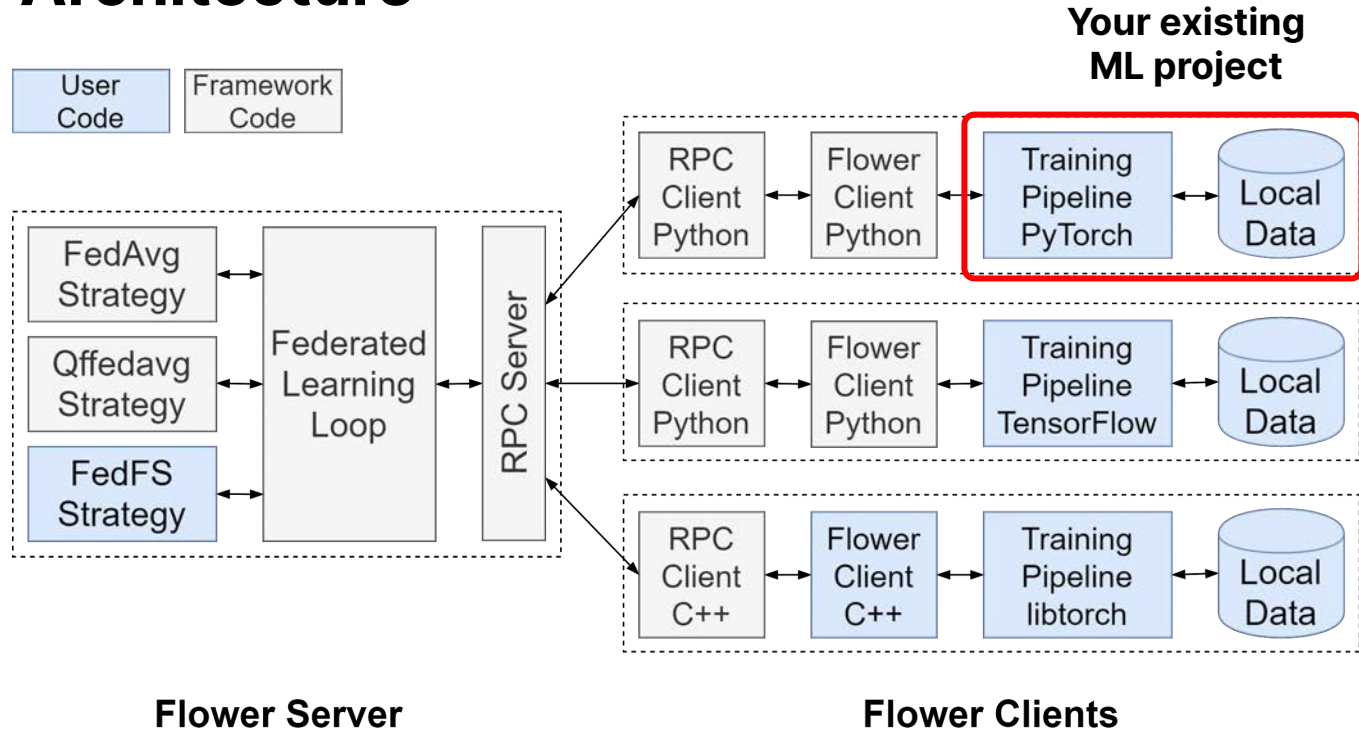 Your existing
ML project
User
Code
Framework
Code
FedAvg
Strategy
Qffedavg
Strategy
FedFS
Strategy
Federated
Learning
Loop
RPC Server
RPC
Client
Python
Flower
Client
Python
Training
Pipeline
PyTorch
Local
Data
RPC
Client
Python
Flower
Client
Python
Training
Pipeline
TensorFlow
Local
Data
RPC
Client
C++
Flower
Client
C++
Training
Pipeline
libtorch
Local
Data
Flower Server
Flower Clients